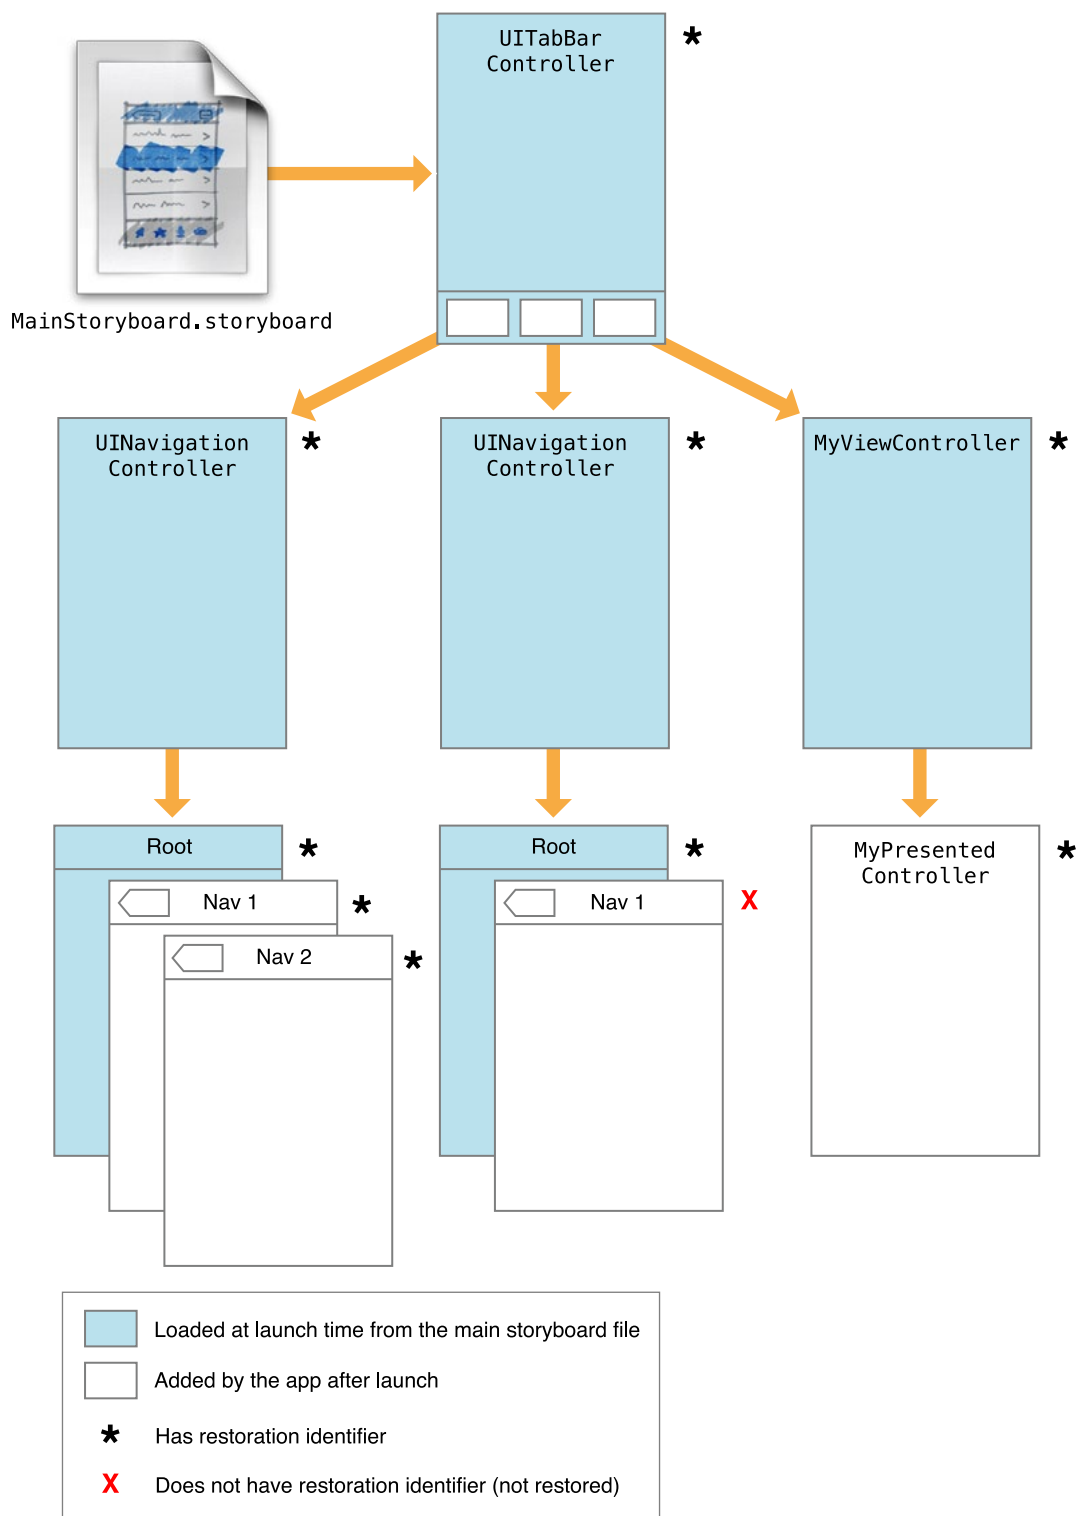 UITabBar
Controller
*
MainStoryboard.storyboard
UINavigation
Controller
*
UINavigation
Controller
*
MyViewController
*
Root
*
Nav 1
*
Nav 2
*
Root
*
Nav 1
X
MyPresented
Controller
*
Loaded at launch time from the main storyboard file
Added by the app after launch
* Has restoration identifier
X Does not have restoration identifier (not restored)